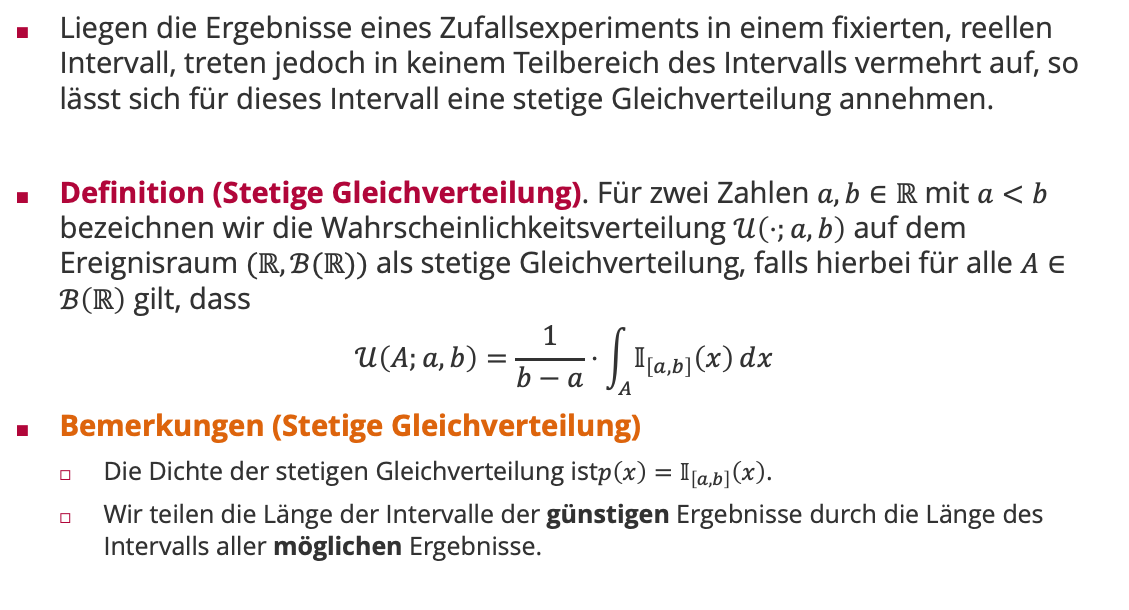 Liegen die Ergebnisse eines Zufallsexperiments in einem fixierten, reellen
Intervall, treten jedoch in keinem Teilbereich des Intervalls vermehrt auf, so
lässt sich für dieses Intervall eine stetige Gleichverteilung annehmen.
Definition (Stetige Gleichverteilung). Für zwei Zahlen 𝑎, 𝑏 ∈ ℝ mit 𝑎 < 𝑏
bezeichnen wir die Wahrscheinlichkeitsverteilung 𝒰(⋅; 𝑎, 𝑏) auf dem
Ereignisraum (ℝ, ℬ(ℝ)) als stetige Gleichverteilung, falls hierbei für alle 𝐴 ∈
ℬ(ℝ) gilt, dass
𝒰(𝐴; 𝑎, 𝑏) = 1/(𝑏 − 𝑎) ⋅ ∫_𝐴 𝕀_[𝑎,𝑏](𝑥) 𝑑𝑥
Bemerkungen (Stetige Gleichverteilung)
Die Dichte der stetigen Gleichverteilung ist𝑝(𝑥) = 𝕀_[𝑎,𝑏](𝑥).
Wir teilen die Länge der Intervalle der günstigen Ergebnisse durch die Länge des
Intervalls aller möglichen Ergebnisse.